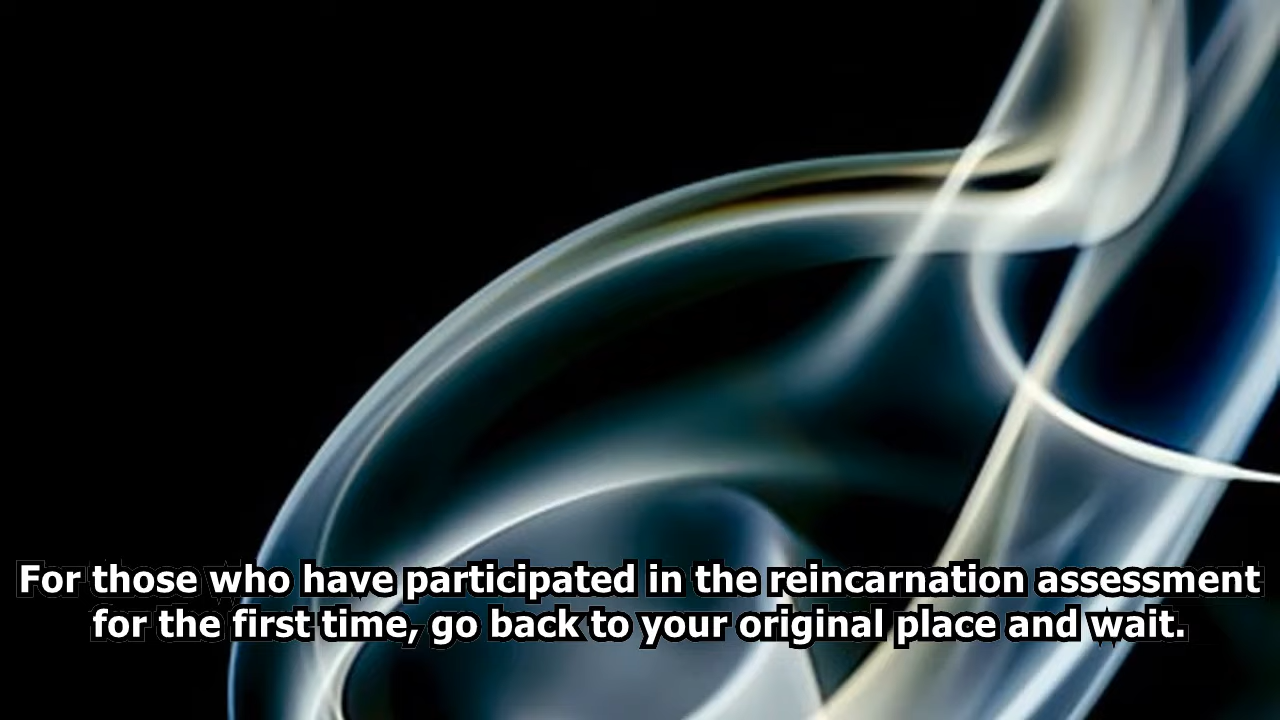 For those who have participated in the reincarnation assessment
for the first time, go back to your original place and wait.